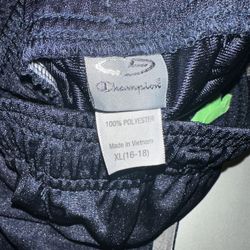 Champion
100% POLYESTER
Made in Vietnam
XL(16-18)